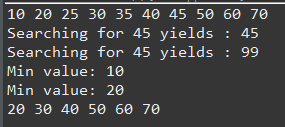 10 20 25 30 35 40 45 50 60 70
Searching for 45 yields : 45
Searching for 45 yields : 99
Min value: 10
Min value: 20
20 30 40 50 60 70